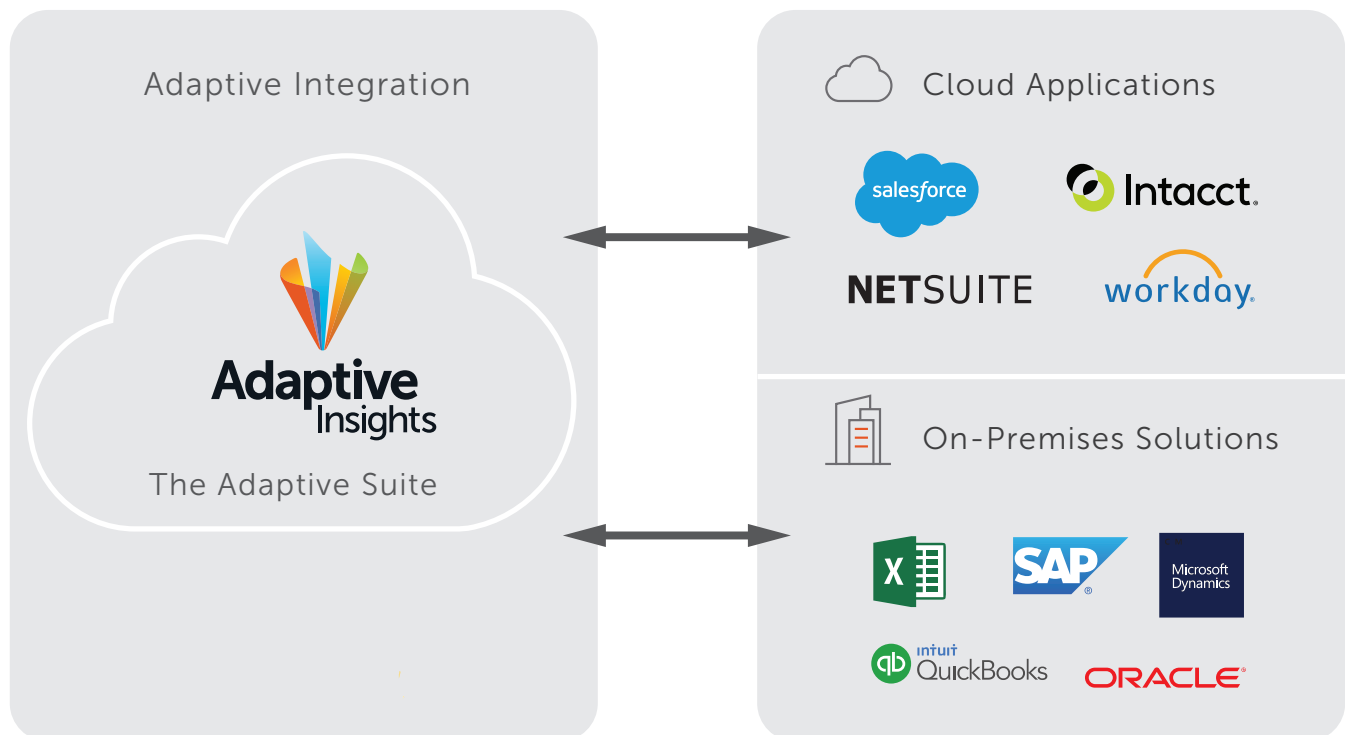 Adaptive Integration
Adaptive
Insights
The Adaptive Suite
Cloud Applications
salesforce
Intacct®
NETSUITE
workday®
On-Premises Solutions
X
SAP®
Microsoft
Dynamics
qb
intuit
QuickBooks
ORACLE®